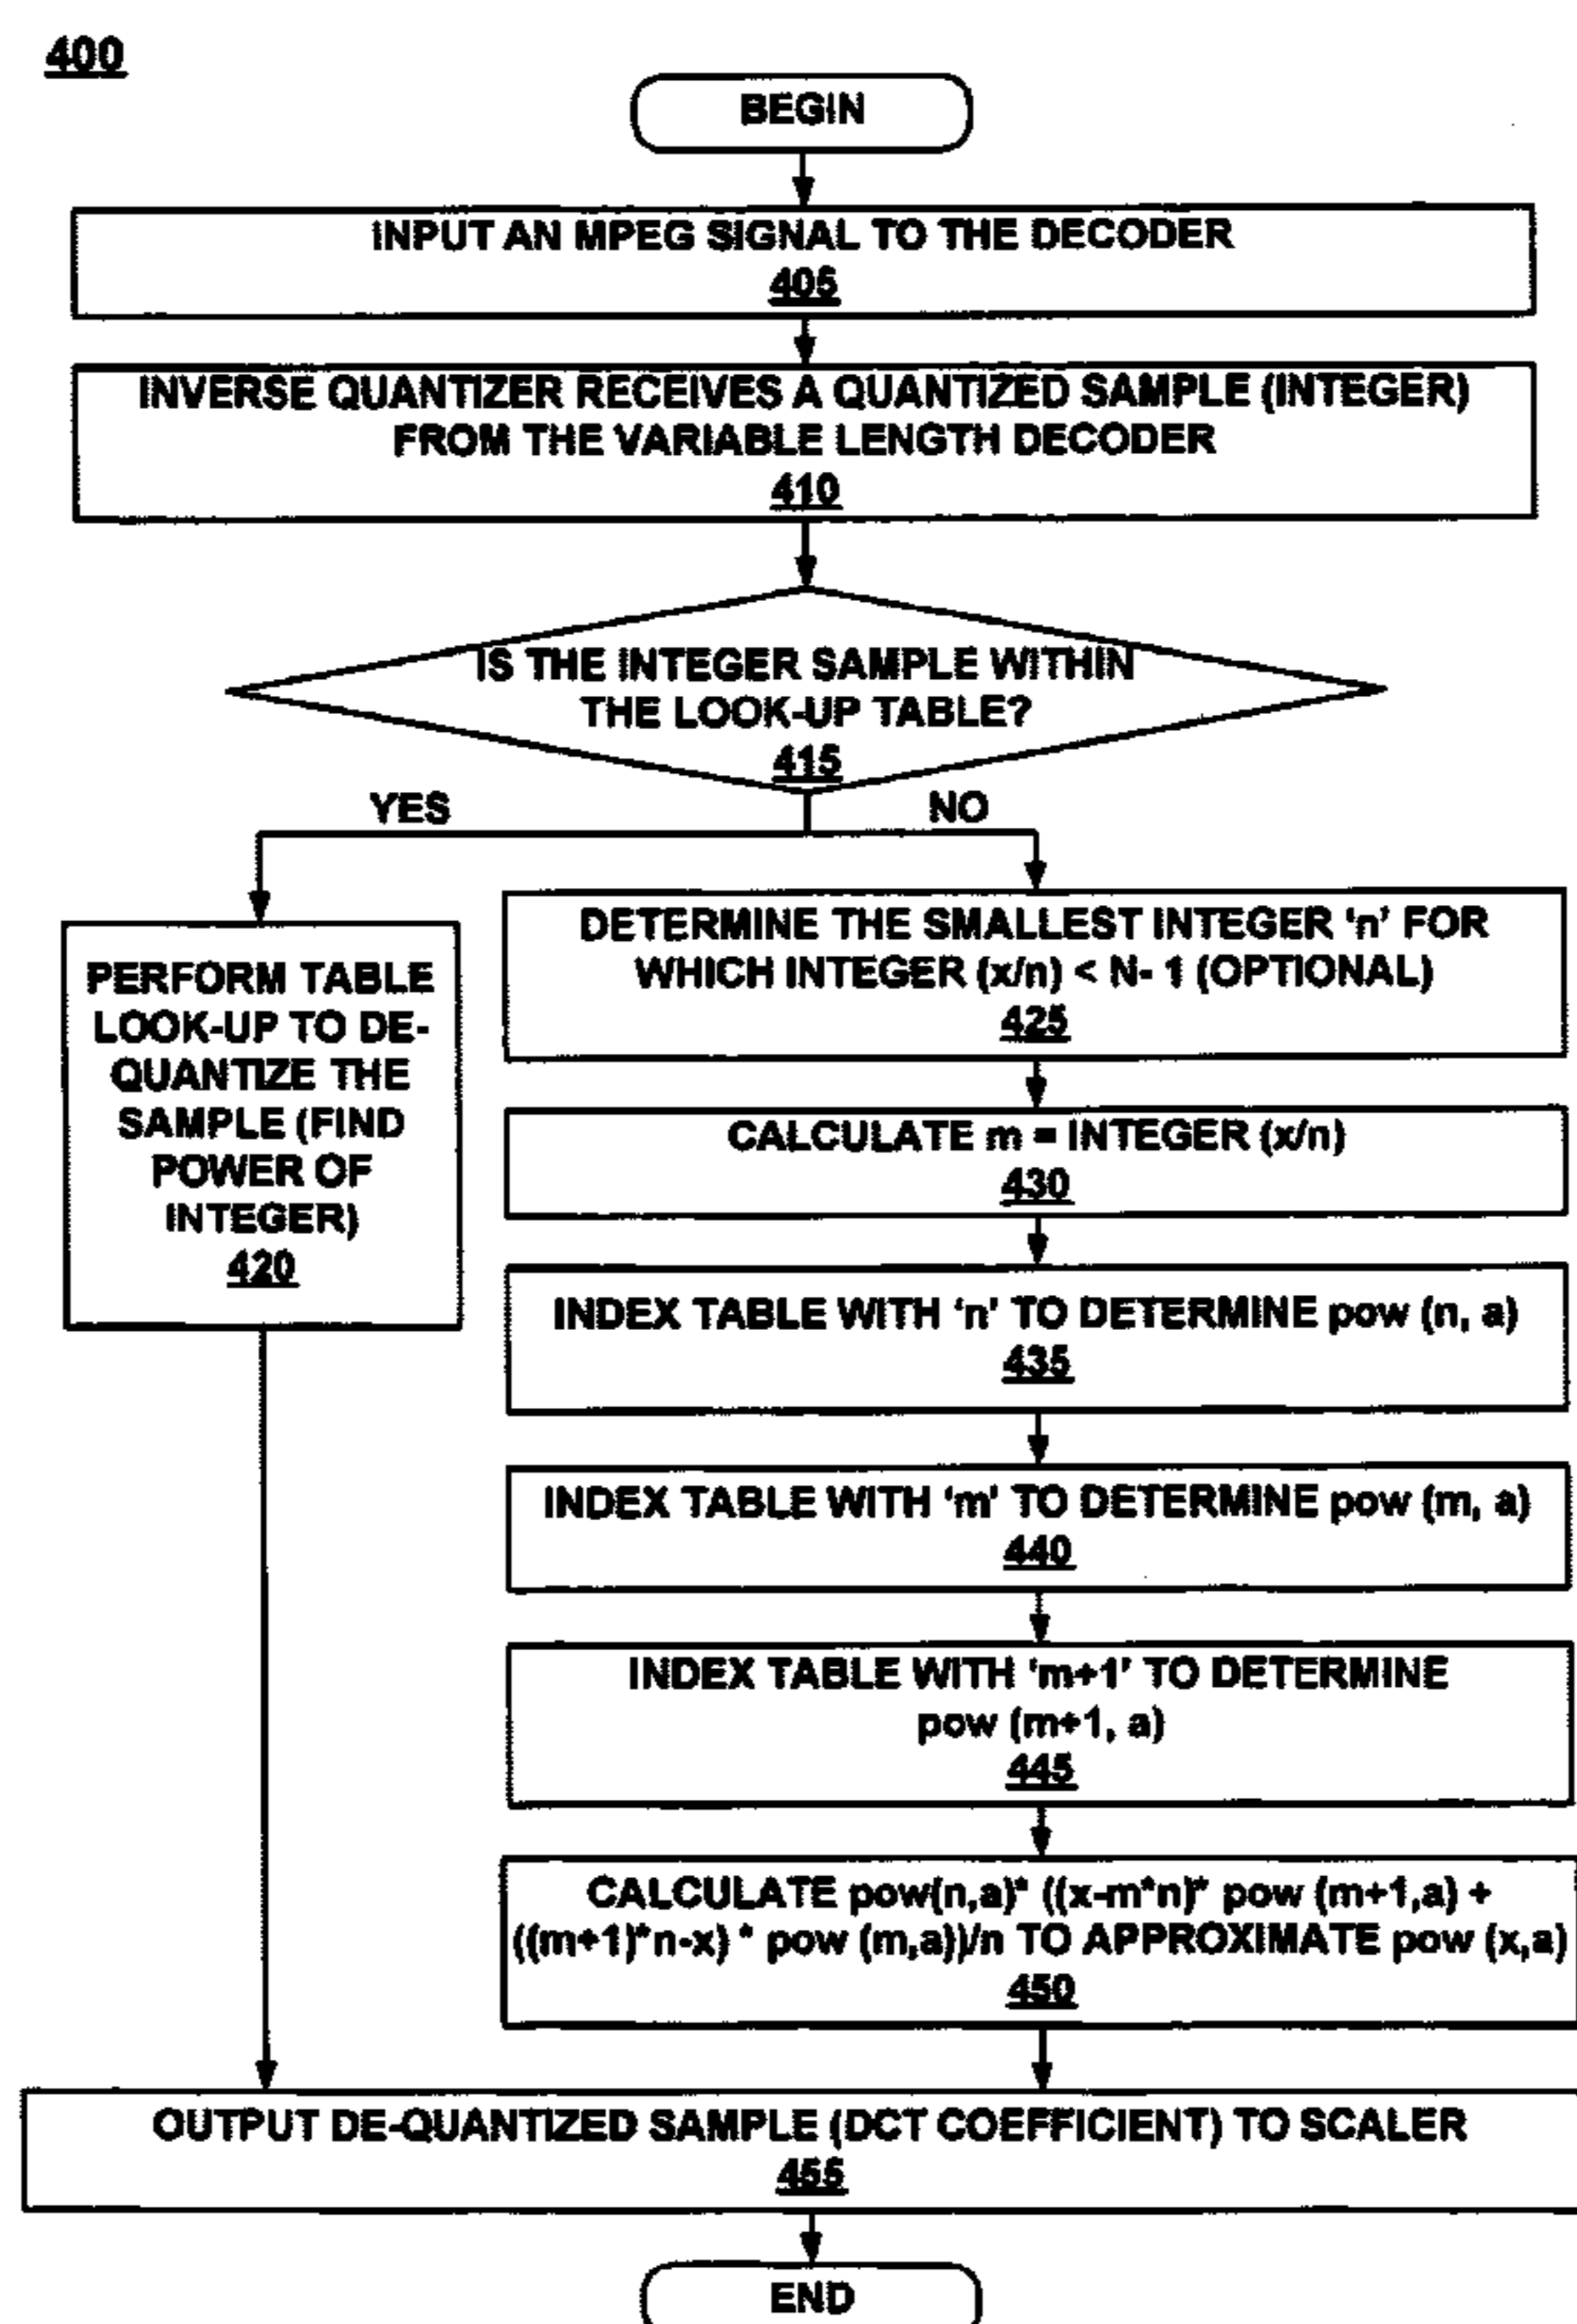 400
BEGIN
INPUT AN MPEG SIGNAL TO THE DECODER
405
INVERSE QUANTIZER RECEIVES A QUANTIZED SAMPLE (INTEGER)
FROM THE VARIABLE LENGTH DECODER
410
IS THE INTEGER SAMPLE WITHIN
THE LOOK-UP TABLE?
415
YES
NO
PERFORM TABLE
LOOK-UP TO DE-
QUANTIZE THE
SAMPLE (FIND
POWER OF
INTEGER)
420
DETERMINE THE SMALLEST INTEGER ‘n’ FOR
WHICH INTEGER (x/n) < N- 1 (OPTIONAL)
425
CALCULATE m = INTEGER (x/n)
430
INDEX TABLE WITH ‘n’ TO DETERMINE pow (n, a)
435
INDEX TABLE WITH ‘m’ TO DETERMINE pow (m, a)
440
INDEX TABLE WITH ‘m+1’ TO DETERMINE
pow (m+1, a)
445
CALCULATE pow(n,a)* ((x-m*n)* pow (m+1,a) +
((m+1)*n-x) * pow (m,a))/n TO APPROXIMATE pow (x,a)
450
OUTPUT DE-QUANTIZED SAMPLE (DCT COEFFICIENT) TO SCALER
455
END